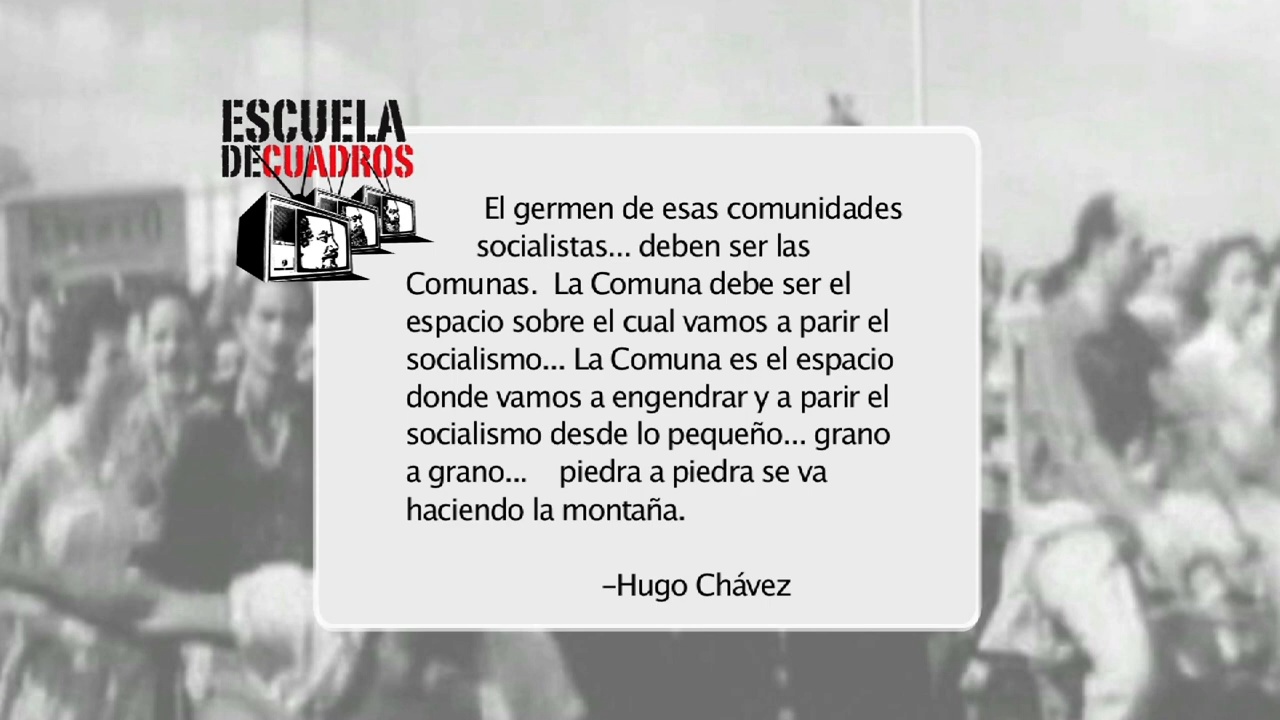 ESCUELA
DECUADROS
El germen de esas comunidades
socialistas... deben ser las
Comunas.  La Comuna debe ser el
espacio sobre el cual vamos a parir el
socialismo... La Comuna es el espacio
donde vamos a engendrar y a parir el
socialismo desde lo pequeño... grano
a grano...    piedra a piedra se va
haciendo la montaña.
–Hugo Chávez